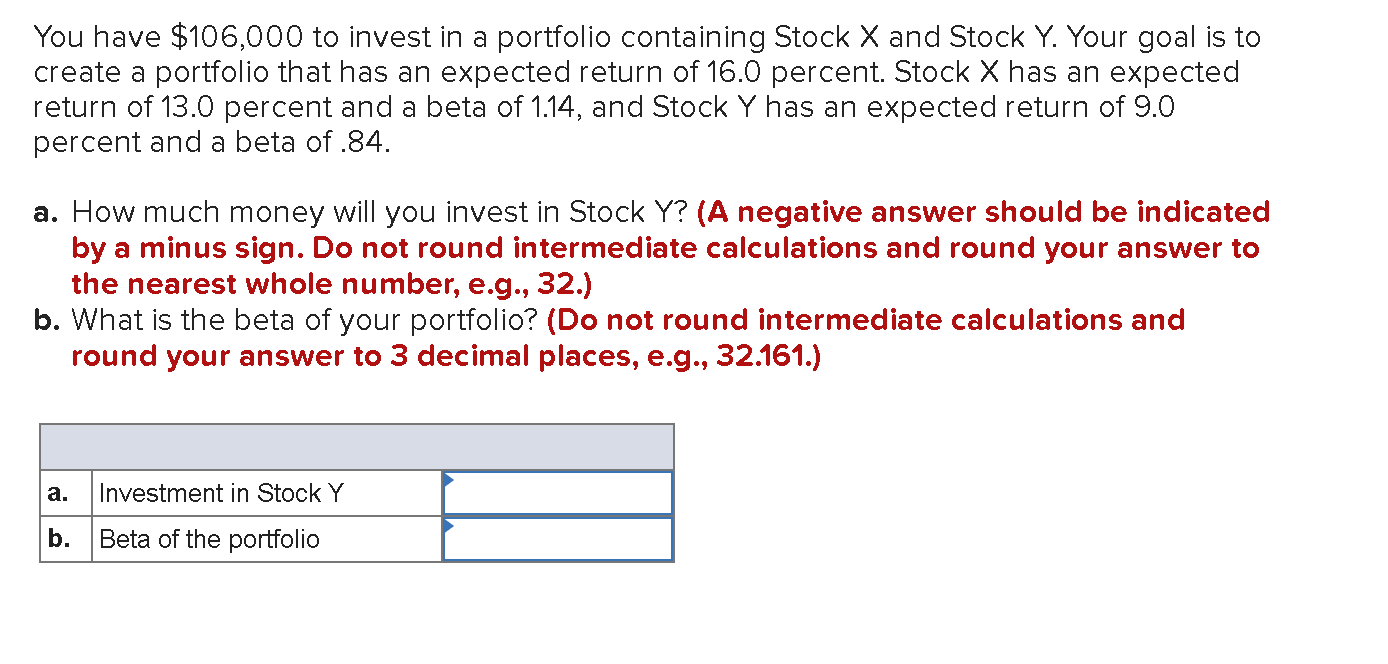 You have $106,000 to invest in a portfolio containing Stock X and Stock Y. Your goal is to
create a portfolio that has an expected return of 16.0 percent. Stock X has an expected
return of 13.0 percent and a beta of 1.14, and Stock Y has an expected return of 9.0
percent and a beta of .84.
a. How much money will you invest in Stock Y? (A negative answer should be indicated
by a minus sign. Do not round intermediate calculations and round your answer to
the nearest whole number, e.g., 32.)
b. What is the beta of your portfolio? (Do not round intermediate calculations and
round your answer to 3 decimal places, e.g., 32.161.)
a. Investment in Stock Y
b. Beta of the portfolio